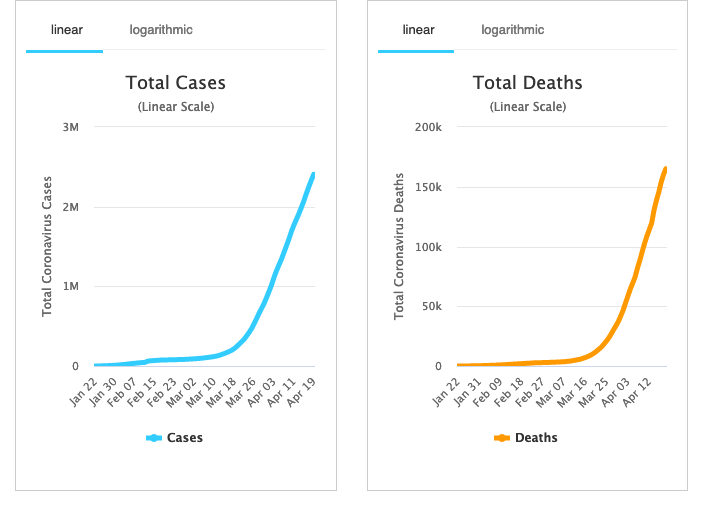 linear
logarithmic
Total Cases
(Linear Scale)
Total Coronavirus Cases
3M
2M
1M
0
Jan 22
Jan 30
Feb 07
Feb 15
Feb 23
Mar 02
Mar 10
Mar 18
Mar 26
Apr 03
Apr 11
Apr 19
Cases
linear
logarithmic
Total Deaths
(Linear Scale)
Total Coronavirus Deaths
200k
150k
100k
50k
0
Jan 22
Jan 31
Feb 09
Feb 18
Feb 27
Mar 07
Mar 16
Mar 25
Apr 03
Apr 12
Deaths